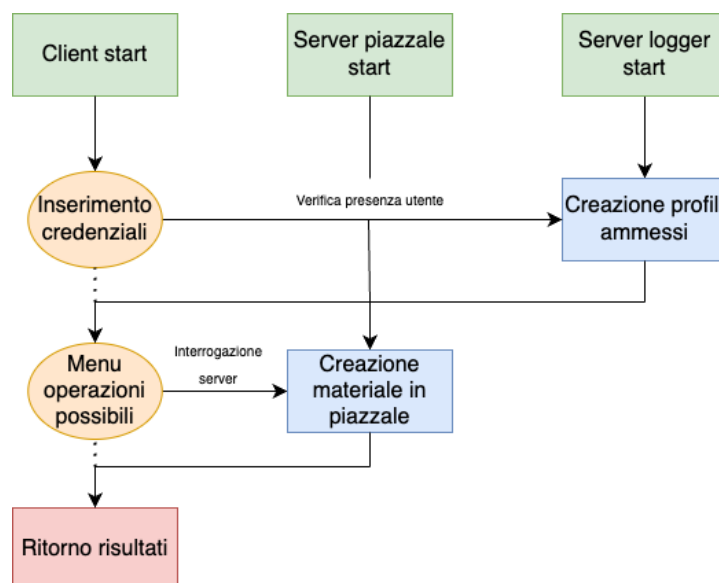 Client start
Server piazzale
start
Server logger
start
Inserimento
credenziali
Verifica presenza utente
Creazione profil
ammessi
Menu
operazioni
possibili
Interrogazione
server
Creazione
materiale in
piazzale
Ritorno risultati